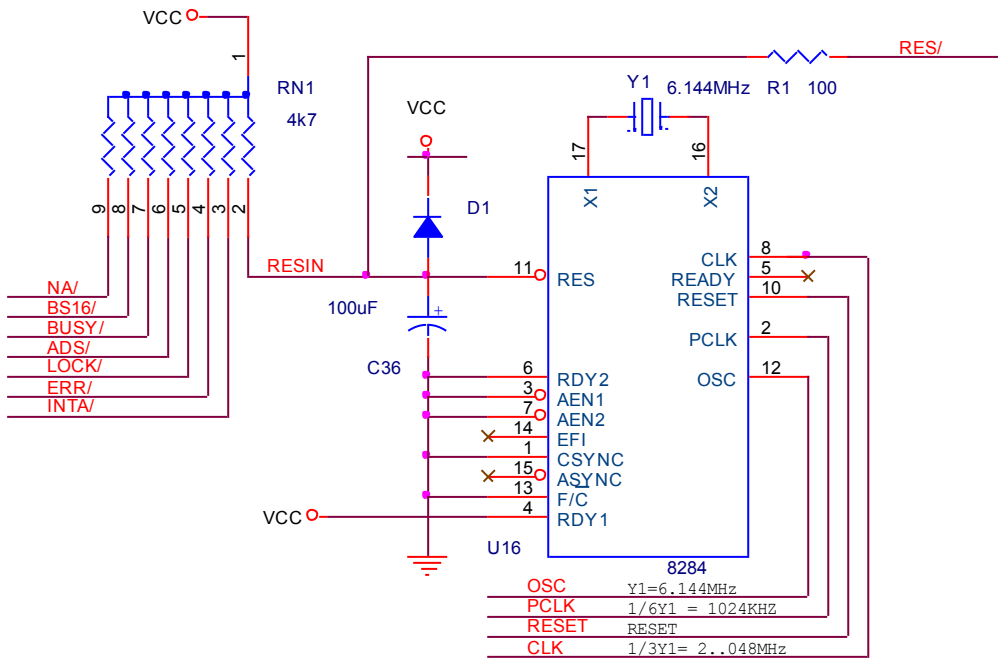 VCC
RES/
1
RN1
4k7
Y1
6.144MHz
R1
100
VCC
17
16
X1
X2
9
8
7
6
5
4
3
2
D1
RESIN
11
RES
CLK
8
READY
5
RESET
10
PCLK
2
OSC
12
NA/
BS16/
BUSY/
ADS/
LOCK/
ERR/
INTA/
100uF
+
C36
6
RDY2
3
AEN1
7
AEN2
14
EFI
1
CSYNC
15
ASYNC
13
F/C
4
RDY1
VCC
U16
8284
OSC Y1=6.144MHz
PCLK 1/6Y1 = 1024KHZ
RESET RESET
CLK 1/3Y1= 2..048MHz